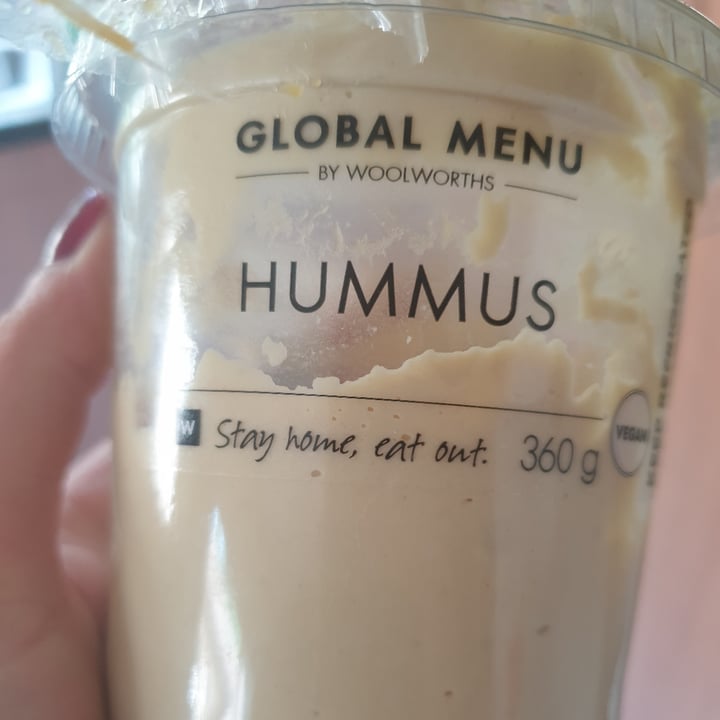 GLOBAL MENU
BY WOOLWORTHS
HUMMUS
W Stay home, eat out. 360 g
VEGAN